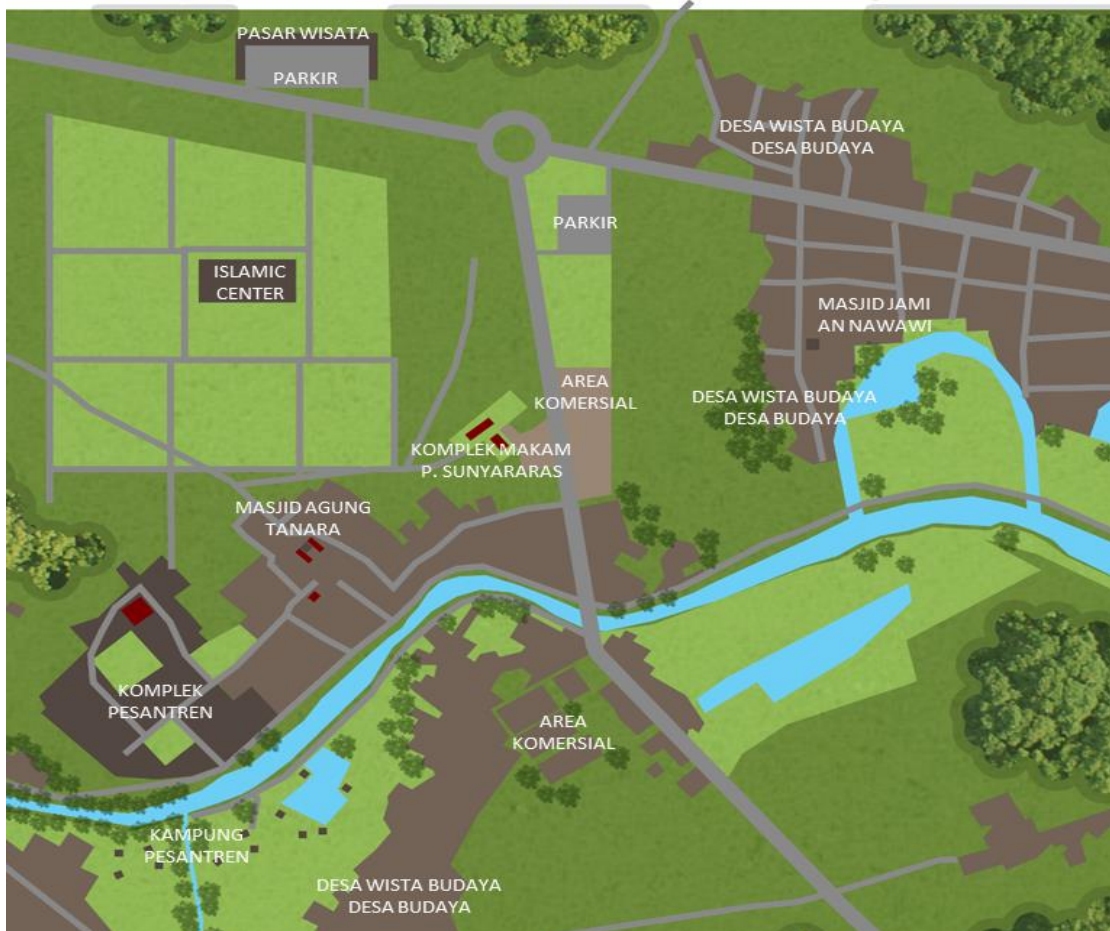 PASAR WISATA
PARKIR
DESA WISTA BUDAYA
DESA BUDAYA
PARKIR
ISLAMIC
CENTER
MASJID JAMI
AN NAWAWI
AREA
KOMERSIAL
DESA WISTA BUDAYA
DESA BUDAYA
KOMPLEK MAKAM
P. SUNYARARAS
MASJID AGUNG
TANARA
KOMPLEK
PESANTREN
AREA
KOMERSIAL
KAMPUNG
PESANTREN
DESA WISTA BUDAYA
DESA BUDAYA